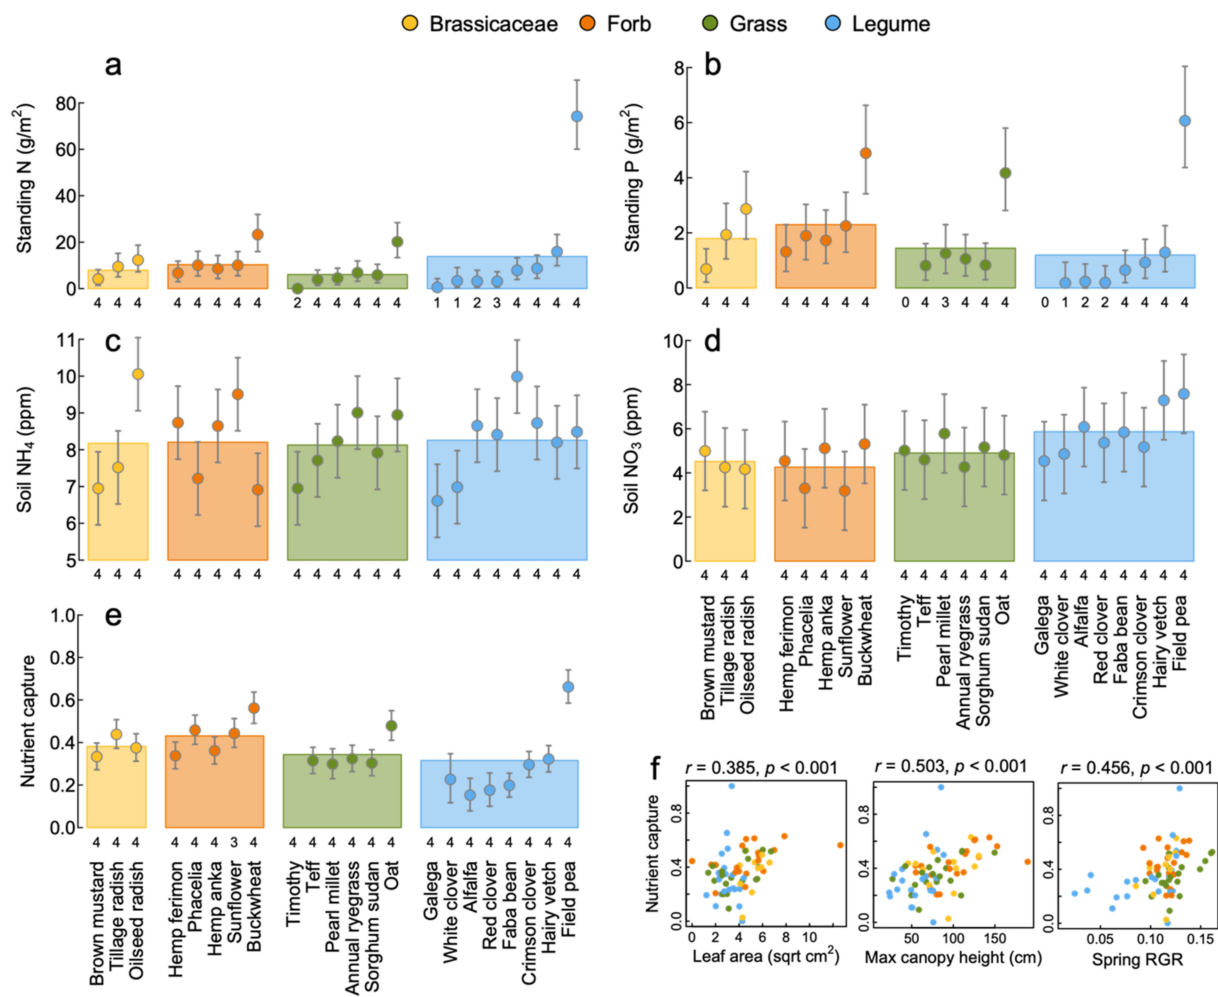 Brassicaceae Forb Grass Legume
a
Standing N (g/m2)
80
60
40
20
0
4 4 4 4 4 4 4 4 2 4 4 4 4 4 1 1 2 3 4 4 4 4
b
Standing P (g/m2)
8
6
4
2
0
4 4 4 4 4 4 4 4 0 4 3 4 4 4 0 1 2 2 4 4 4 4
c
Soil NH4 (ppm)
11
10
9
8
7
6
5
4 4 4 4 4 4 4 4 4 4 4 4 4 4 4 4 4 4 4 4 4 4
d
Soil NO3 (ppm)
10
8
6
4
2
0
4 4 4 4 4 4 4 4 4 4 4 4 4 4 4 4 4 4 4 4 4 4
Brown mustard
Tillage radish
Oilseed radish
Hemp ferimon
Phacelia
Hemp anka
Sunflower
Buckwheat
Timothy
Teff
Pearl millet
Annual ryegrass
Sorghum sudan
Oat
Galega
White clover
Alfalfa
Red clover
Faba bean
Crimson clover
Hairy vetch
Field pea
e
Nutrient capture
1.0
0.8
0.6
0.4
0.2
0.0
4 4 4 4 4 4 3 4 4 4 4 4 4 4 4 4 4 4 4 4 4 4
Brown mustard
Tillage radish
Oilseed radish
Hemp ferimon
Phacelia
Hemp anka
Sunflower
Buckwheat
Timothy
Teff
Pearl millet
Annual ryegrass
Sorghum sudan
Oat
Galega
White clover
Alfalfa
Red clover
Faba bean
Crimson clover
Hairy vetch
Field pea
f
r = 0.385, p < 0.001
r = 0.503, p < 0.001
r = 0.456, p < 0.001
Nutrient capture
0.8
0.4
0.0
0 2 4 6 8 10
Leaf area (sqrt cm2)
0.8
0.4
0.0
50 100 150
Max canopy height (cm)
0.8
0.4
0.0
0.05 0.10 0.15
Spring RGR